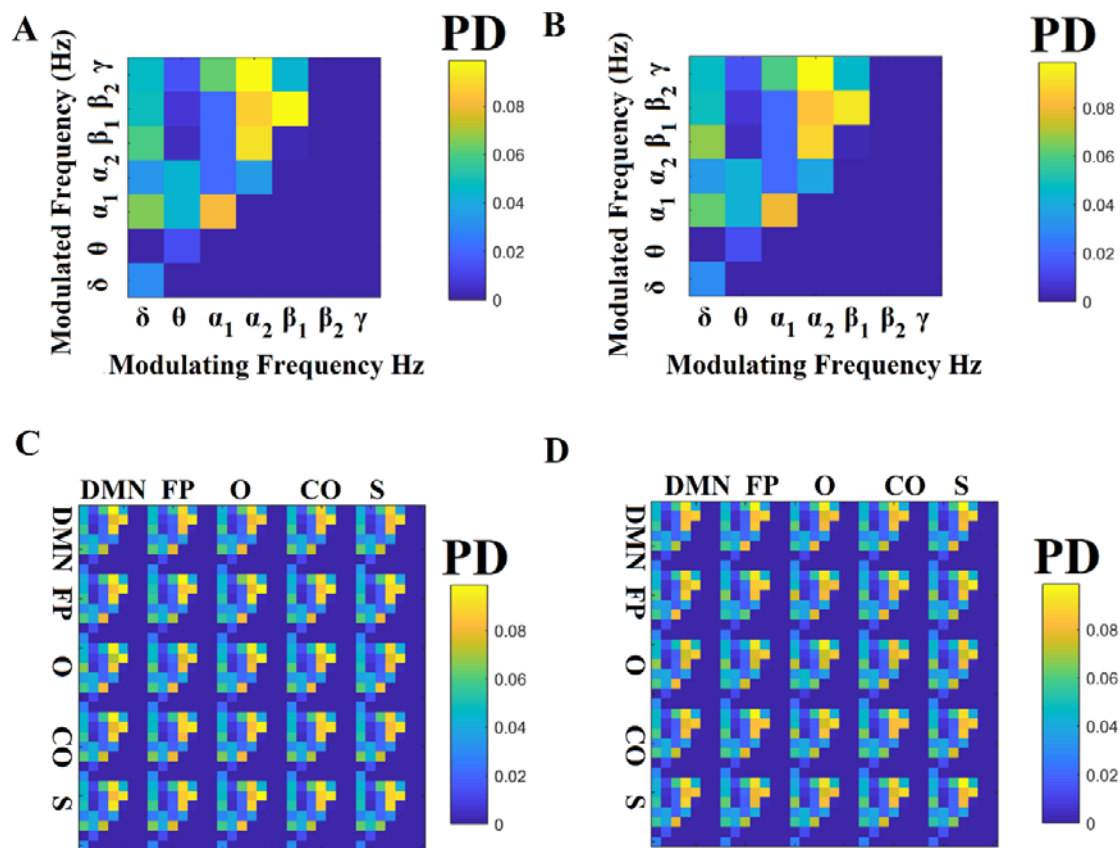 A
PD
B
PD
Modulated Frequency (Hz)
γ
β2
β1
α2
α1
θ
δ
0.08
0.06
0.04
0.02
0
δ θ α1 α2 β1 β2 γ
Modulating Frequency Hz
Modulated Frequency (Hz)
γ
β2
β1
α2
α1
θ
δ
0.08
0.06
0.04
0.02
0
δ θ α1 α2 β1 β2 γ
Modulating Frequency Hz
C
DMN FP O CO S
DMN
FP
O
CO
S
PD
0.08
0.06
0.04
0.02
0
D
DMN FP O CO S
DMN
FP
O
CO
S
PD
0.08
0.06
0.04
0.02
0